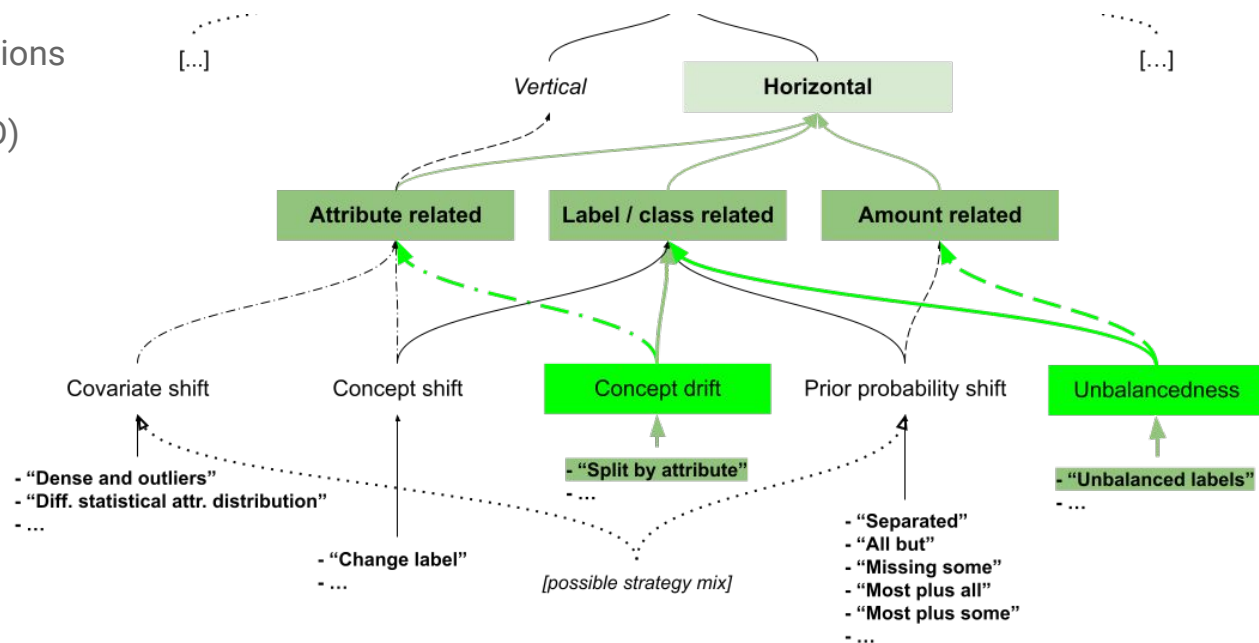 ions
[...]
[...]
Vertical
Horizontal
)
Attribute related
Label / class related
Amount related
Covariate shift
Concept shift
Concept drift
Prior probability shift
Unbalancedness
- “Dense and outliers”
- “Diff. statistical attr. distribution”
- ...
- “Change label”
- ...
- “Split by attribute”
- ...
[possible strategy mix]
- “Separated”
- “All but”
- “Missing some”
- “Most plus all”
- “Most plus some”
- ...
- “Unbalanced labels”
- ...